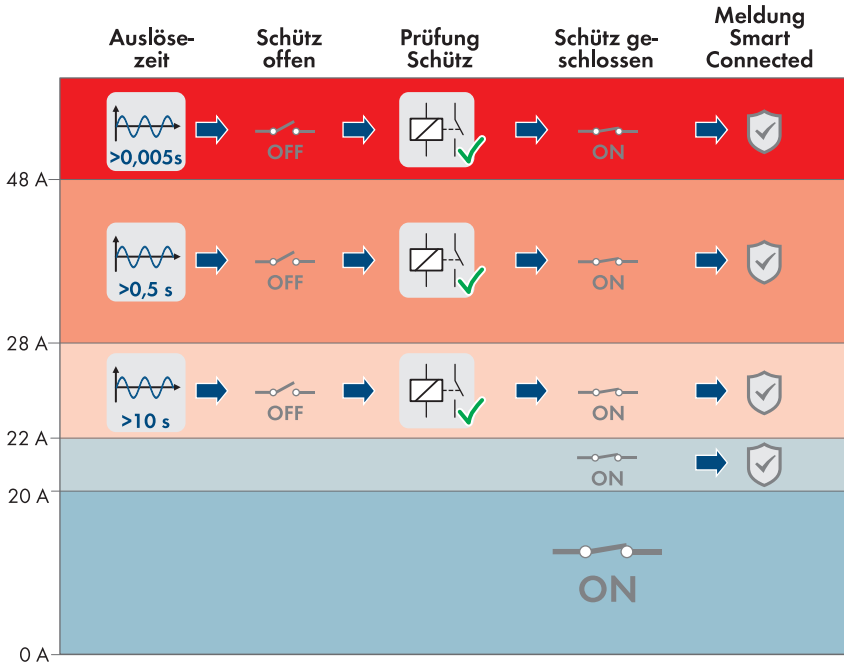 Auslöse-
zeit
Schütz
offen
Prüfung
Schütz
Schütz ge-
schlossen
Meldung
Smart
Connected
>0,005s
OFF
ON
48 A
>0,5 s
OFF
ON
28 A
>10 s
OFF
ON
22 A
ON
20 A
ON
0 A